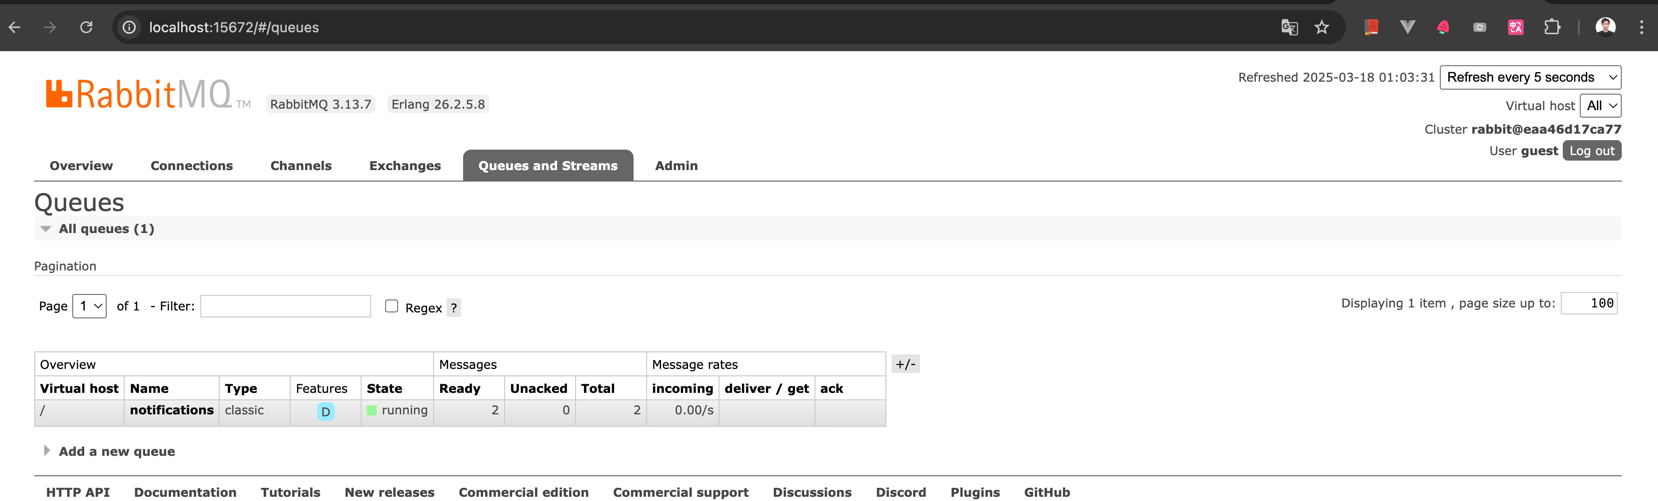 localhost:15672/#/queues
RabbitMQ TM RabbitMQ 3.13.7 Erlang 26.2.5.8
Refreshed 2025-03-18 01:03:31 Refresh every 5 seconds
Virtual host All
Cluster rabbit@eaa46d17ca77
User guest Log out
Overview Connections Channels Exchanges Queues and Streams Admin
Queues
All queues (1)
Pagination
Page 1 of 1 - Filter: Regex ? Displaying 1 item , page size up to: 100
Overview Messages Message rates +/-
Virtual host Name Type Features State Ready Unacked Total incoming deliver / get ack
/ notifications classic D running 2 0 2 0.00/s
Add a new queue
HTTP API Documentation Tutorials New releases Commercial edition Commercial support Discussions Discord Plugins GitHub